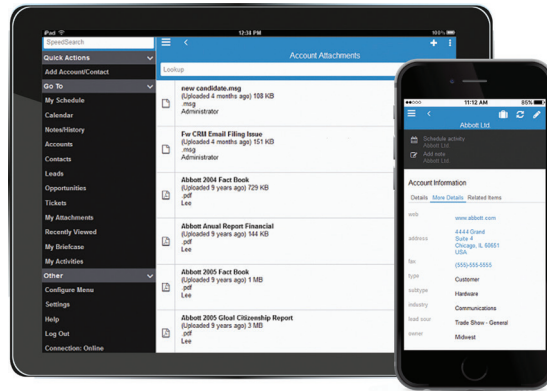 iPad
12:34 PM
100%
SpeedSearch
Quick Actions
Add Account/Contact
Go To
My Schedule
Calendar
Notes/History
Accounts
Contacts
Leads
Opportunities
Tickets
My Attachments
Recently Viewed
My Briefcase
My Activities
Other
Configure Menu
Settings
Help
Log Out
Connection: Online
Account Attachments
Lookup
new candidate.msg
(Uploaded 4 months ago) 108 KB
.msg
Administrator
Fw CRM Email Filing Issue
(Uploaded 4 months ago) 151 KB
.msg
Administrator
Abbott 2004 Fact Book
(Uploaded 9 years ago) 729 KB
.pdf
Lee
Abbott Anual Report Financial
(Uploaded 9 years ago) 144 KB
.pdf
Lee
Abbott 2005 Fact Book
(Uploaded 9 years ago) 1 MB
.pdf
Lee
Abbott 2005 Gloal Citizenship Report
(Uploaded 9 years ago) 3 MB
.pdf
Lee
11:12 AM
85%
Abbott Ltd.
Schedule activity
Abbott Ltd.
Add note
Abbott Ltd.
Account Information
Details More Details Related Items
web www.abbott.com
address 4444 Grand
Suite 4
Chicago, IL 60651
USA
fax (555)-555-5555
type Customer
subtype Hardware
industry Communications
lead sour Trade Show - General
owner Midwest